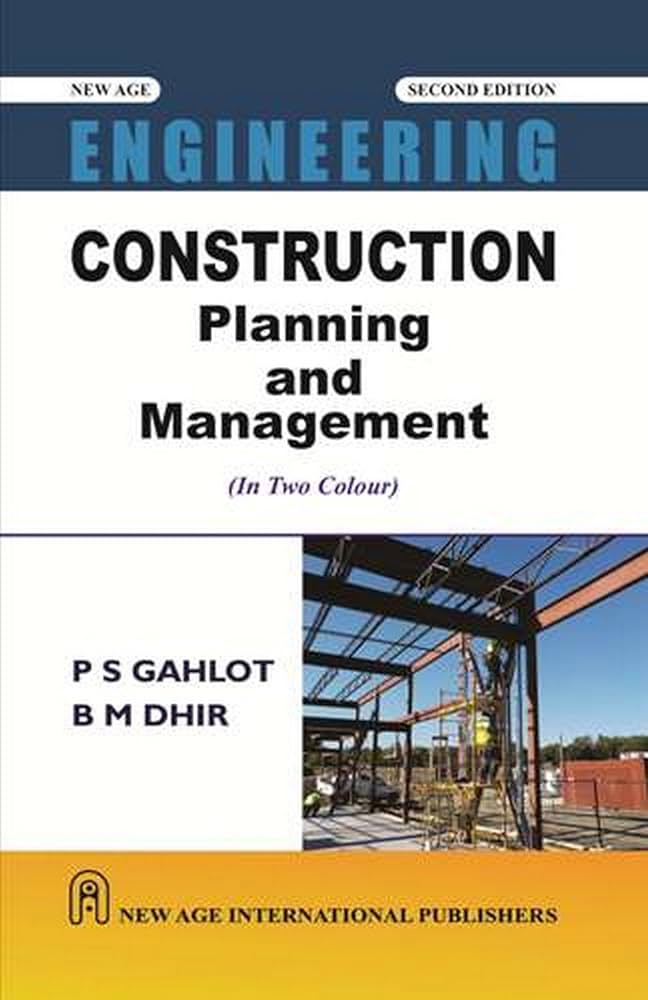 NEW AGE
SECOND EDITION
ENGINEERING
CONSTRUCTION
Planning
and
Management
(In Two Colour)
P S GAHLOT
B M DHIR
NEW AGE INTERNATIONAL PUBLISHERS